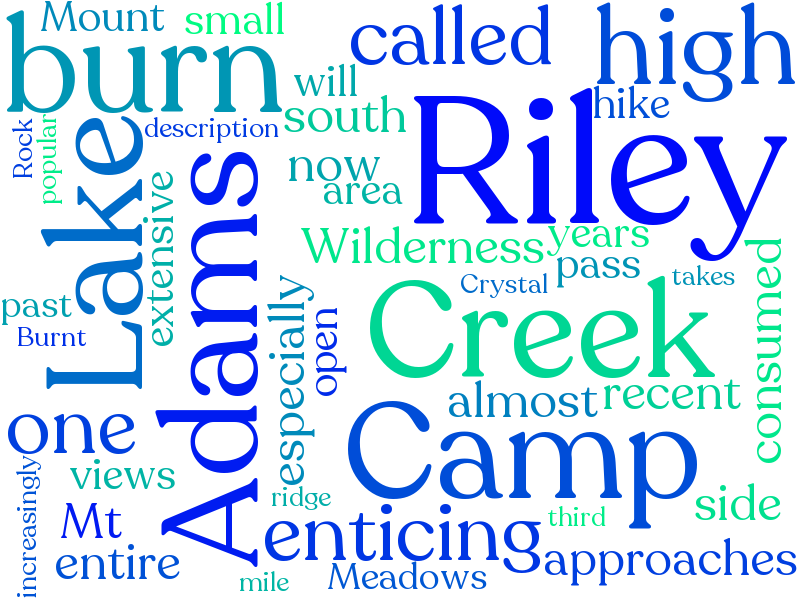 Mount
small
called
high
burn
will
hike
south
description
Rock
popular
Riley
Lake
now
area
Adams
extensive
Wilderness
years
pass
Crystal
takes
past
Burnt
especially
open
Creek
consumed
almost
recent
one
Camp
views
increasingly
ridge
side
Mt
enticing
third
entire
approaches
mile
Meadows